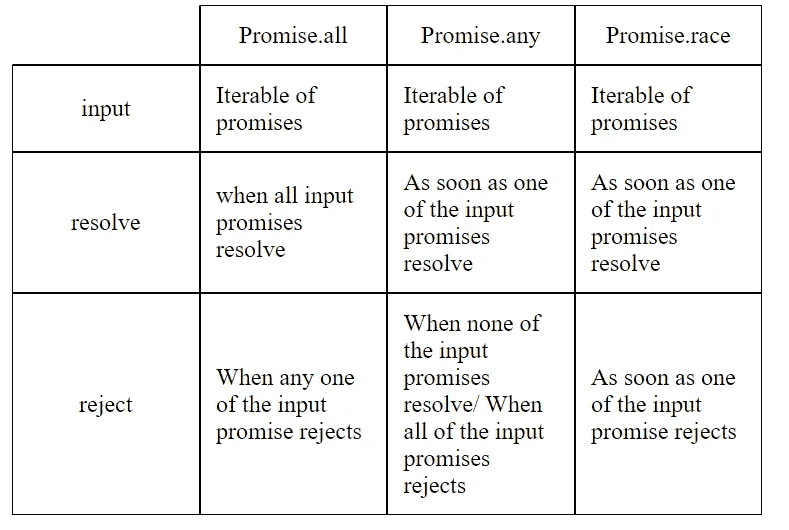 Promise.all
Promise.any
Promise.race
input
Iterable of
promises
Iterable of
promises
Iterable of
promises
resolve
when all input
promises
resolve
As soon as one
of the input
promises
resolve
As soon as one
of the input
promises
resolve
reject
When any one
of the input
promise rejects
When none of
the input
promises
resolve/ When
all of the input
promises
rejects
As soon as one
of the input
promise rejects